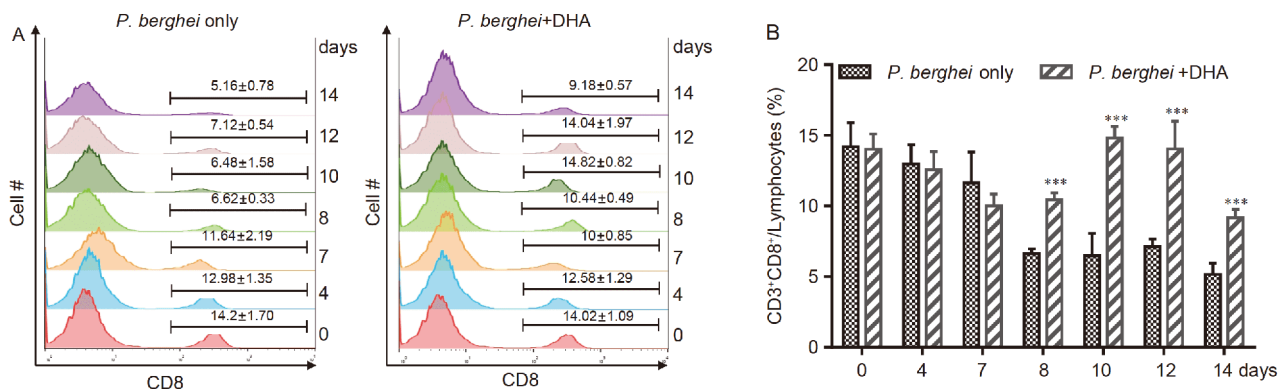 A
P. berghei only
days
5.16±0.78
14
7.12±0.54
12
6.48±1.58
10
6.62±0.33
8
11.64±2.19
7
12.98±1.35
4
14.2±1.70
0
Cell #
CD8
P. berghei+DHA
days
9.18±0.57
14
14.04±1.97
12
14.82±0.82
10
10.44±0.49
8
10±0.85
7
12.58±1.29
4
14.02±1.09
0
Cell #
CD8
B
P. berghei only
P. berghei +DHA
CD3+CD8+/Lymphocytes (%)
20
15
10
5
0
***
***
***
***
0 4 7 8 10 12 14 days